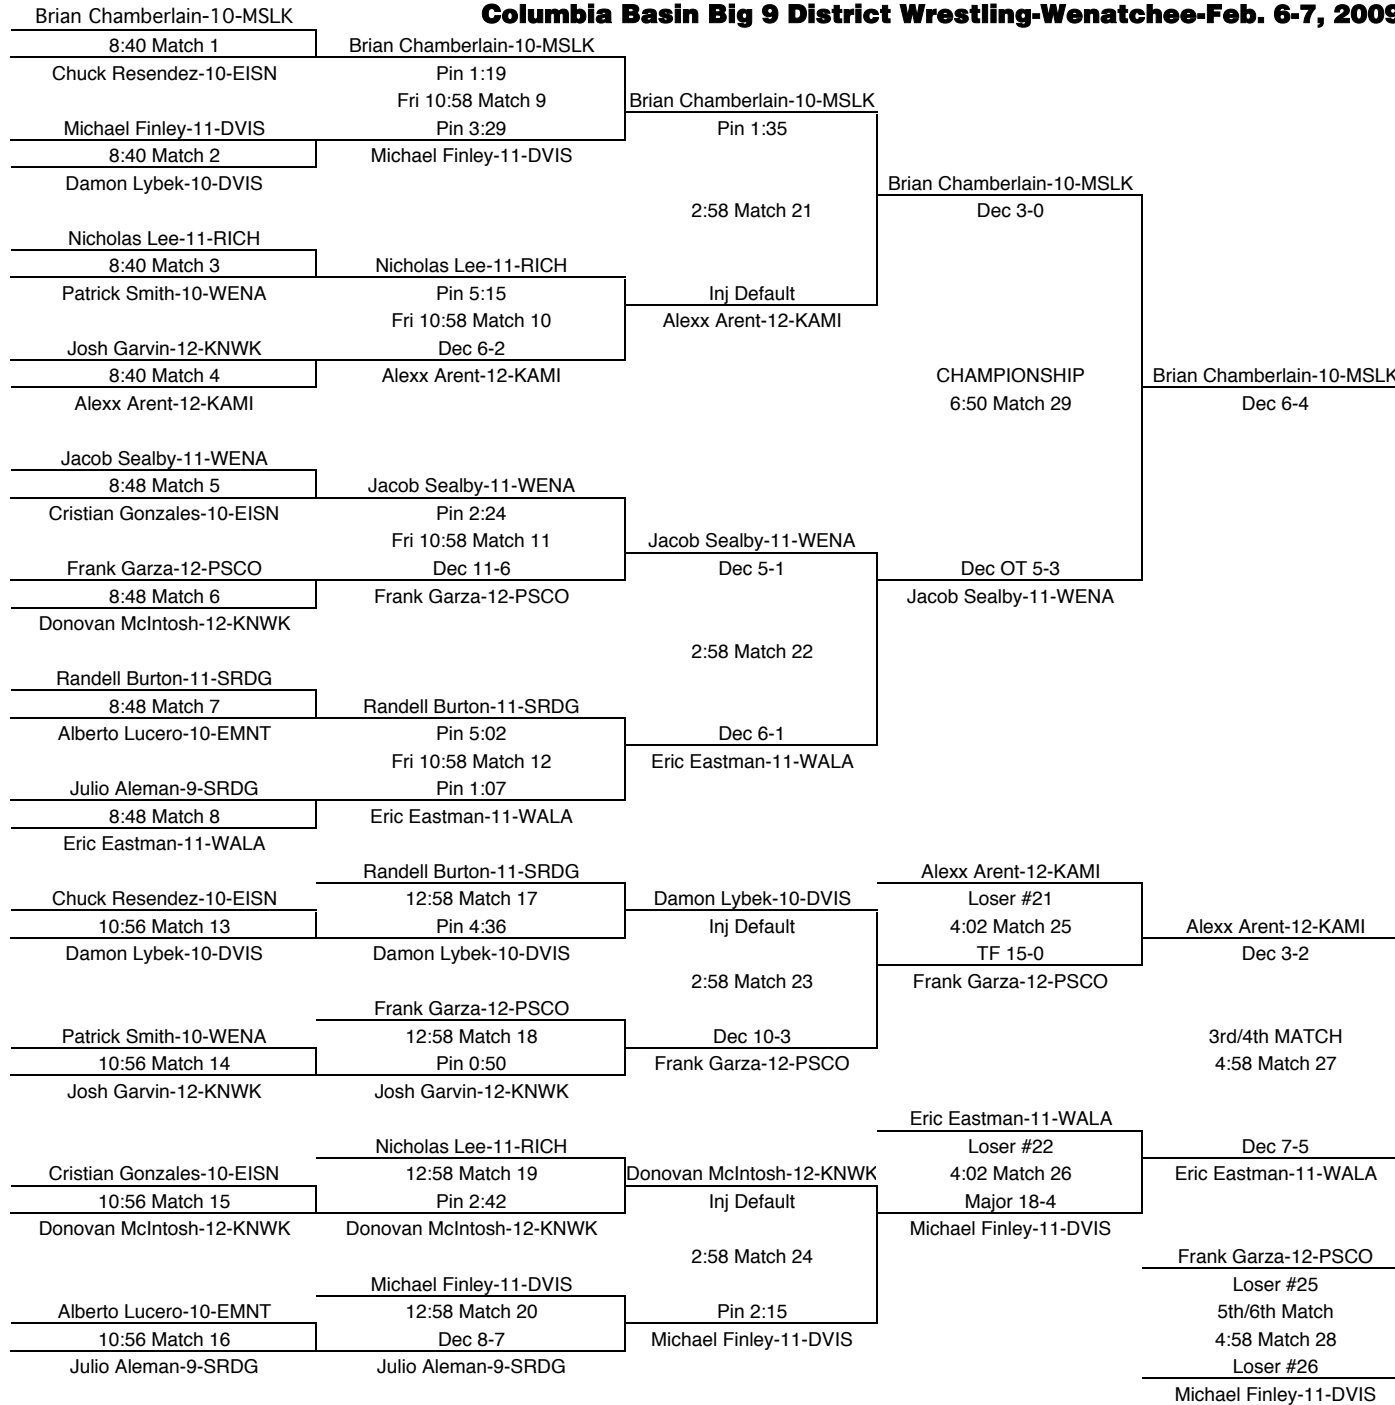 Columbia Basin Big 9 District Wrestling-Wenatchee-Feb. 6-7, 2009
Brian Chamberlain-10-MSLK
8:40 Match 1
Chuck Resendez-10-EISN
Michael Finley-11-DVIS
8:40 Match 2
Damon Lybek-10-DVIS
Nicholas Lee-11-RICH
8:40 Match 3
Patrick Smith-10-WENA
Josh Garvin-12-KNWK
8:40 Match 4
Alexx Arent-12-KAMI
Jacob Sealby-11-WENA
8:48 Match 5
Cristian Gonzales-10-EISN
Frank Garza-12-PSCO
8:48 Match 6
Donovan McIntosh-12-KNWK
Randell Burton-11-SRDG
8:48 Match 7
Alberto Lucero-10-EMNT
Julio Aleman-9-SRDG
8:48 Match 8
Eric Eastman-11-WALA
Brian Chamberlain-10-MSLK
Pin 1:19
Fri 10:58 Match 9
Pin 3:29
Michael Finley-11-DVIS
Nicholas Lee-11-RICH
Pin 5:15
Fri 10:58 Match 10
Dec 6-2
Alexx Arent-12-KAMI
Jacob Sealby-11-WENA
Pin 2:24
Fri 10:58 Match 11
Dec 11-6
Frank Garza-12-PSCO
Randell Burton-11-SRDG
Pin 5:02
Fri 10:58 Match 12
Pin 1:07
Eric Eastman-11-WALA
Brian Chamberlain-10-MSLK
Pin 1:35
2:58 Match 21
Inj Default
Alexx Arent-12-KAMI
Jacob Sealby-11-WENA
Dec 5-1
2:58 Match 22
Dec 6-1
Eric Eastman-11-WALA
Brian Chamberlain-10-MSLK
Dec 3-0
CHAMPIONSHIP
6:50 Match 29
Dec OT 5-3
Jacob Sealby-11-WENA
Brian Chamberlain-10-MSLK
Dec 6-4
Chuck Resendez-10-EISN
10:56 Match 13
Damon Lybek-10-DVIS
Patrick Smith-10-WENA
10:56 Match 14
Josh Garvin-12-KNWK
Cristian Gonzales-10-EISN
10:56 Match 15
Donovan McIntosh-12-KNWK
Alberto Lucero-10-EMNT
10:56 Match 16
Julio Aleman-9-SRDG
Randell Burton-11-SRDG
12:58 Match 17
Pin 4:36
Damon Lybek-10-DVIS
Frank Garza-12-PSCO
12:58 Match 18
Pin 0:50
Josh Garvin-12-KNWK
Nicholas Lee-11-RICH
12:58 Match 19
Pin 2:42
Donovan McIntosh-12-KNWK
Michael Finley-11-DVIS
12:58 Match 20
Dec 8-7
Julio Aleman-9-SRDG
Damon Lybek-10-DVIS
Inj Default
2:58 Match 23
Dec 10-3
Frank Garza-12-PSCO
Donovan McIntosh-12-KNWK
Inj Default
2:58 Match 24
Pin 2:15
Michael Finley-11-DVIS
Alexx Arent-12-KAMI
Loser #21
4:02 Match 25
TF 15-0
Frank Garza-12-PSCO
Eric Eastman-11-WALA
Loser #22
4:02 Match 26
Major 18-4
Michael Finley-11-DVIS
Alexx Arent-12-KAMI
Dec 3-2
3rd/4th MATCH
4:58 Match 27
Dec 7-5
Eric Eastman-11-WALA
Frank Garza-12-PSCO
Loser #25
5th/6th Match
4:58 Match 28
Loser #26
Michael Finley-11-DVIS